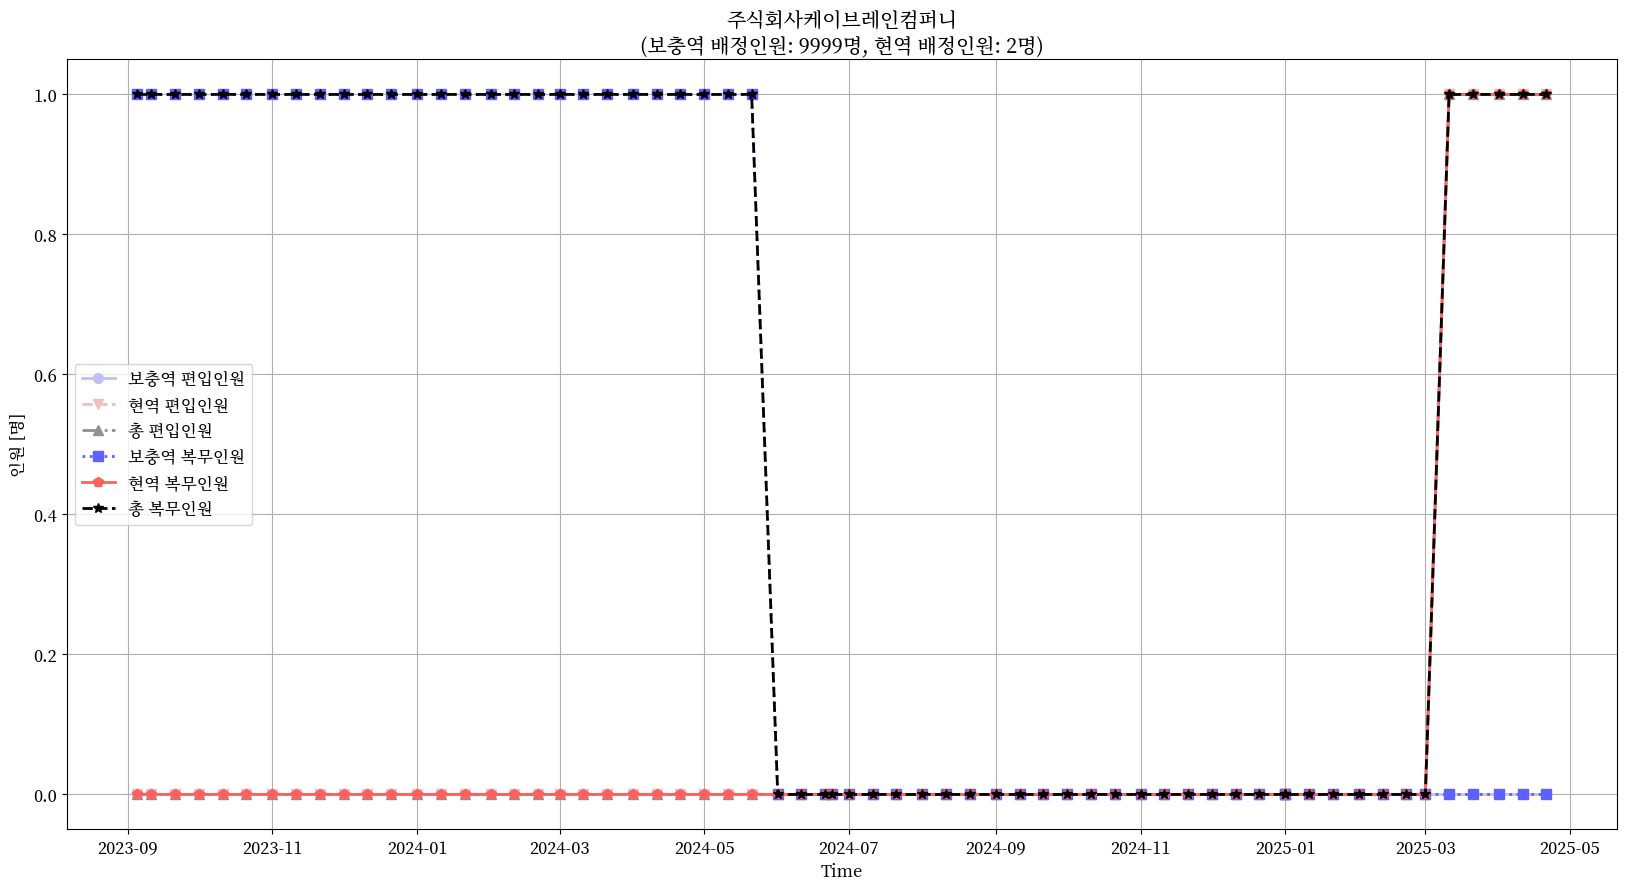 주식회사케이브레인컴퍼니
(보충역 배정인원: 9999명, 현역 배정인원: 2명)
1.0
0.8
0.6
0.4
0.2
0.0
인원 [명]
보충역 편입인원
현역 편입인원
총 편입인원
보충역 복무인원
현역 복무인원
총 복무인원
2023-09 2023-11 2024-01 2024-03 2024-05 2024-07 2024-09 2024-11 2025-01 2025-03 2025-05
Time